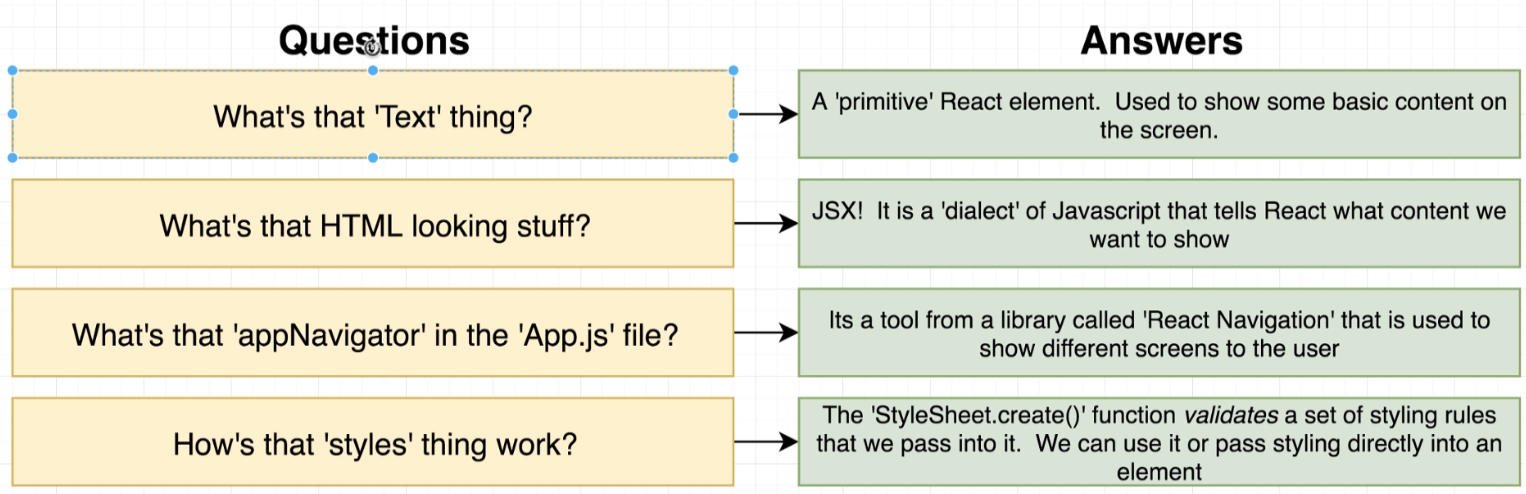 Questions
Answers
What's that 'Text' thing?
A 'primitive' React element.  Used to show some basic content on
the screen.
What's that HTML looking stuff?
JSX!  It is a 'dialect' of Javascript that tells React what content we
want to show
What's that 'appNavigator' in the 'App.js' file?
Its a tool from a library called 'React Navigation' that is used to
show different screens to the user
How's that 'styles' thing work?
The 'StyleSheet.create()' function validates a set of styling rules
that we pass into it.  We can use it or pass styling directly into an
element